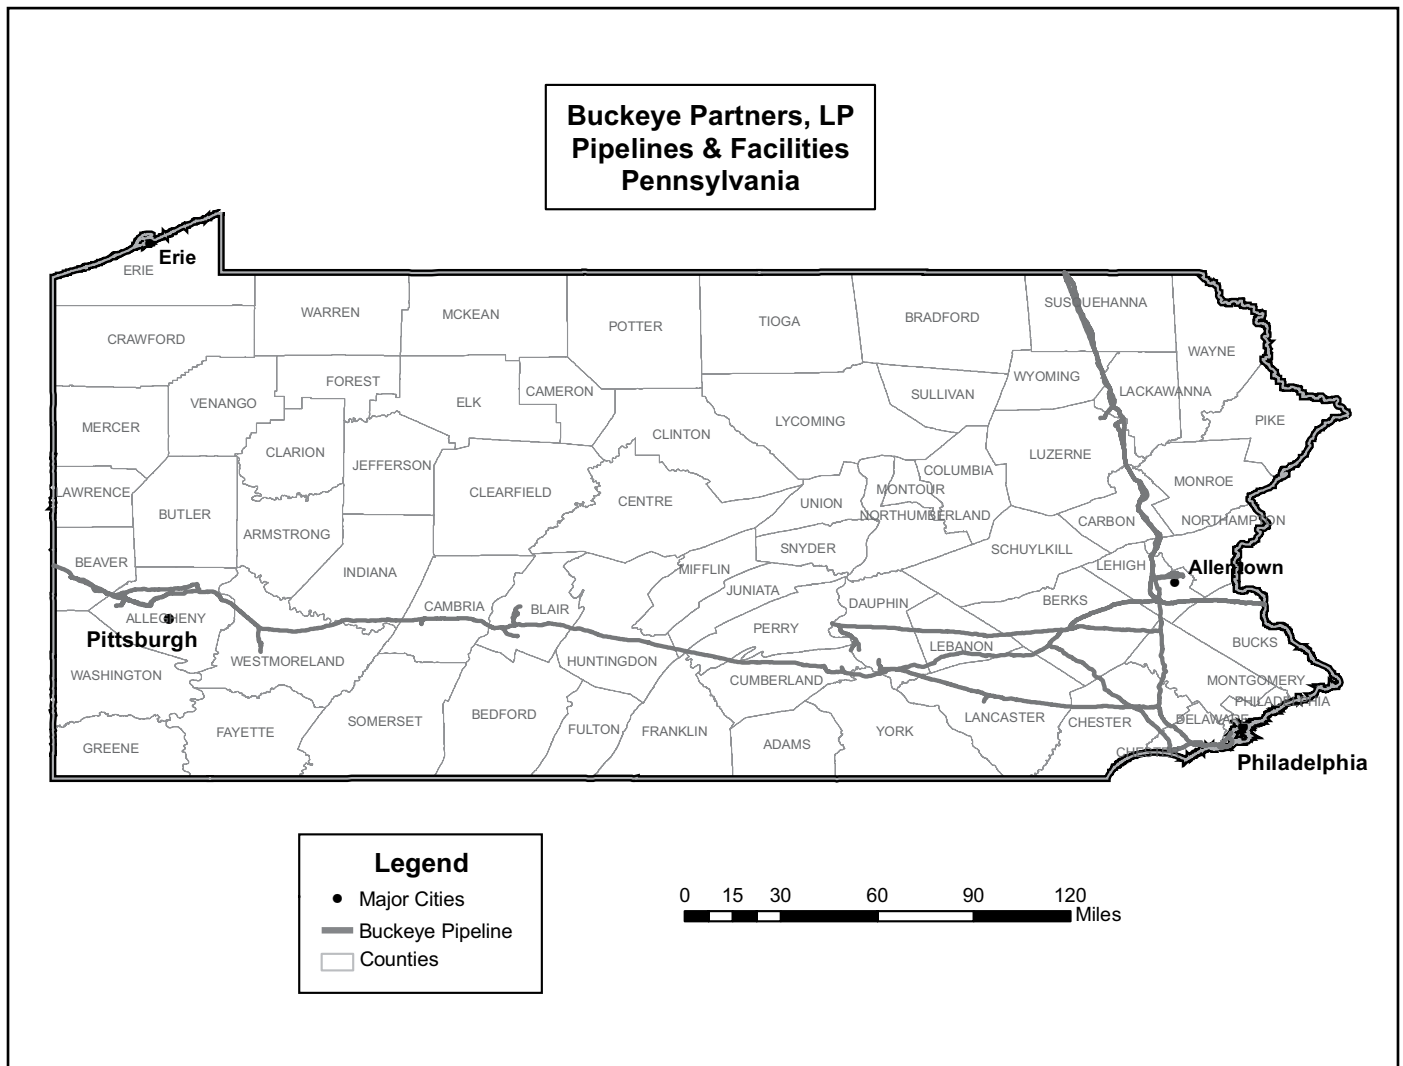 Buckeye Partners, LP
Pipelines & Facilities
Pennsylvania
Erie
ERIE
WARREN
MCKEAN
POTTER
TIOGA
BRADFORD
SUSQUEHANNA
CRAWFORD
WAYNE
FOREST
VENANGO
ELK
CAMERON
SULLIVAN
WYOMING
LACKAWANNA
MERCER
CLINTON
LYCOMING
PIKE
CLARION
JEFFERSON
LUZERNE
COLUMBIA
LAWRENCE
CLEARFIELD
CENTRE
MONTOUR
MONROE
BUTLER
UNION
NORTHUMBERLAND
CARBON
NORTHAMPTON
ARMSTRONG
SNYDER
SCHUYLKILL
BEAVER
INDIANA
MIFFLIN
LEHIGH
Allentown
JUNIATA
CAMBRIA
BLAIR
DAUPHIN
BERKS
ALLEGHENY
Pittsburgh
PERRY
LEBANON
BUCKS
WASHINGTON
WESTMORELAND
HUNTINGDON
CUMBERLAND
MONTGOMERY
PHILADELPHIA
SOMERSET
BEDFORD
LANCASTER
CHESTER
DELAWARE
GREENE
FAYETTE
FULTON
FRANKLIN
ADAMS
YORK
CHESTER
Philadelphia
Legend
Major Cities
Buckeye Pipeline
Counties
0 15 30 60 90 120
Miles